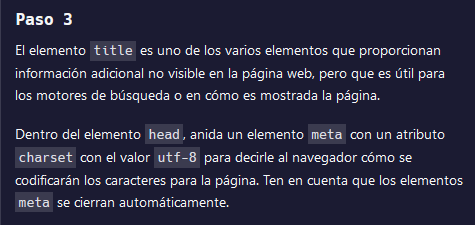 Paso 3
El elemento title es uno de los varios elementos que proporcionan
información adicional no visible en la página web, pero que es útil para
los motores de búsqueda o en cómo es mostrada la página.
Dentro del elemento head, anida un elemento meta con un atributo
charset con el valor utf-8 para decirle al navegador cómo se
codificarán los caracteres para la página. Ten en cuenta que los elementos
meta se cierran automáticamente.